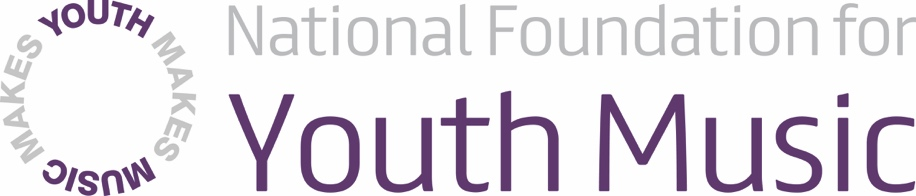 YOUTH MAKES MUSIC MAKES
National Foundation for
Youth Music